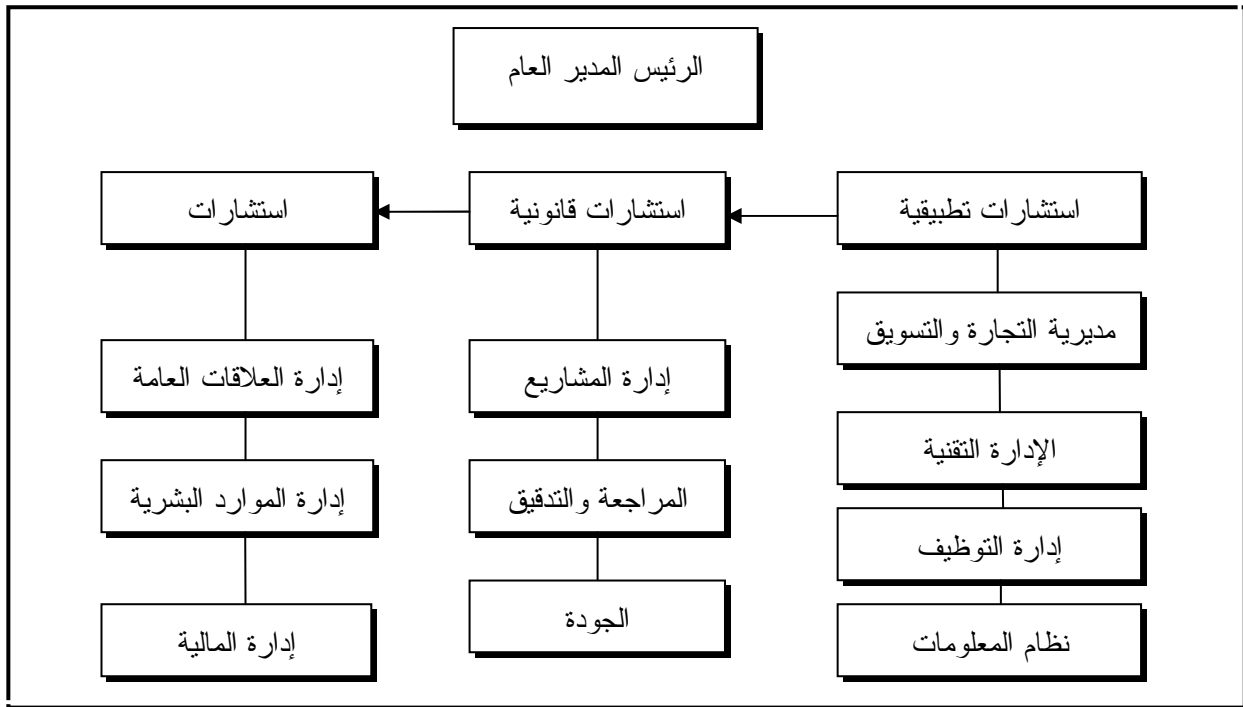 الرئيس المدير العام
استشارات تطبيقية
استشارات قانونية
استشارات
مديرية التجارة والتسويق
إدارة المشاريع
إدارة العلاقات العامة
الإدارة التقنية
المراجعة والتدقيق
إدارة الموارد البشرية
إدارة التوظيف
الجودة
إدارة المالية
نظام المعلومات